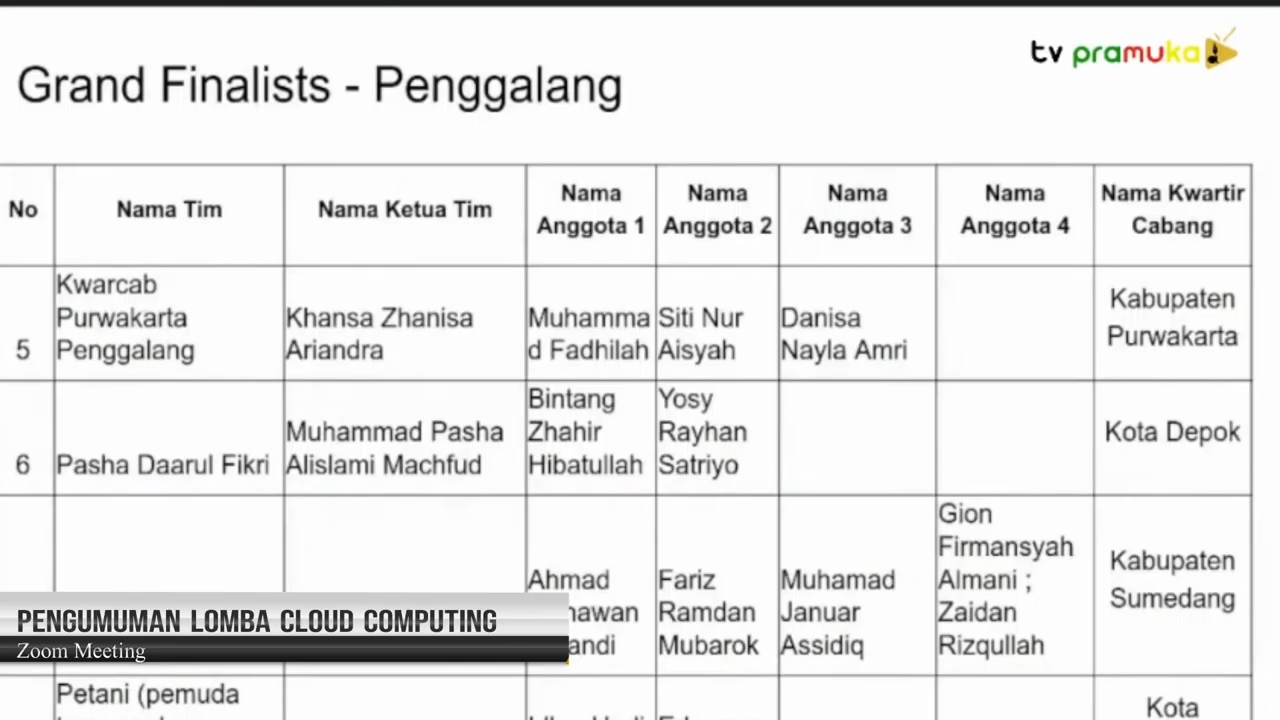 tv pramuka
Grand Finalists - Penggalang
No
Nama Tim
Nama Ketua Tim
Nama
Anggota 1
Nama
Anggota 2
Nama
Anggota 3
Nama
Anggota 4
Nama Kwartir
Cabang
5
Kwarcab
Purwakarta
Penggalang
Khansa Zhanisa
Ariandra
Muhamma
d Fadhilah
Siti Nur
Aisyah
Danisa
Nayla Amri
Kabupaten
Purwakarta
6
Pasha Daarul Fikri
Muhammad Pasha
Alislami Machfud
Bintang
Zhahir
Hibatullah
Yosy
Rayhan
Satriyo
Kota Depok
Ahmad
Fariz
Ramdan
Mubarok
Muhamad
Januar
Assidiq
Gion
Firmansyah
Almani ;
Zaidan
Rizqullah
Kabupaten
Sumedang
Petani (pemuda
Kota
PENGUMUMAN LOMBA CLOUD COMPUTING
Zoom Meeting